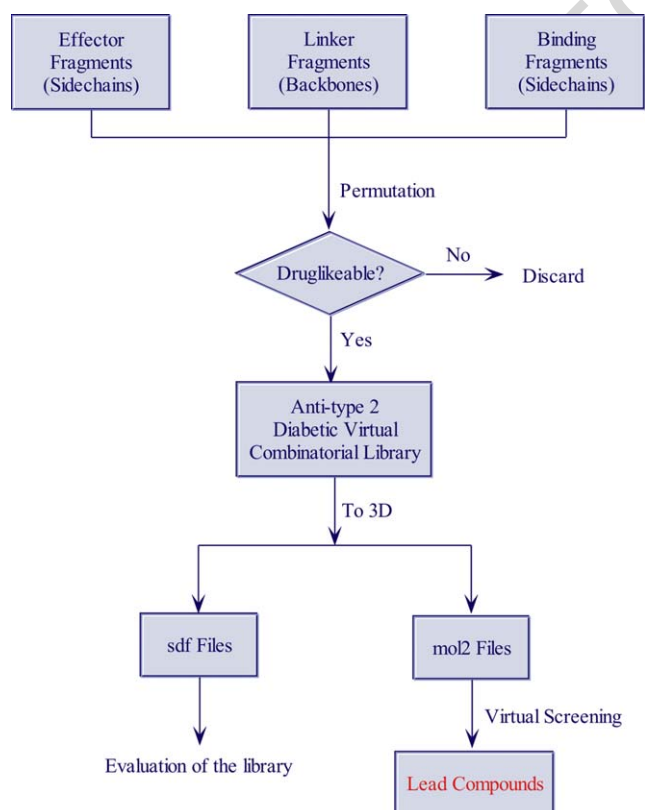 Effector
Fragments
(Sidechains)
Linker
Fragments
(Backbones)
Binding
Fragments
(Sidechains)
Permutation
Druglikeable?
No
Discard
Yes
Anti-type 2
Diabetic Virtual
Combinatorial Library
To 3D
sdf Files
mol2 Files
Virtual Screening
Evaluation of the library
Lead Compounds